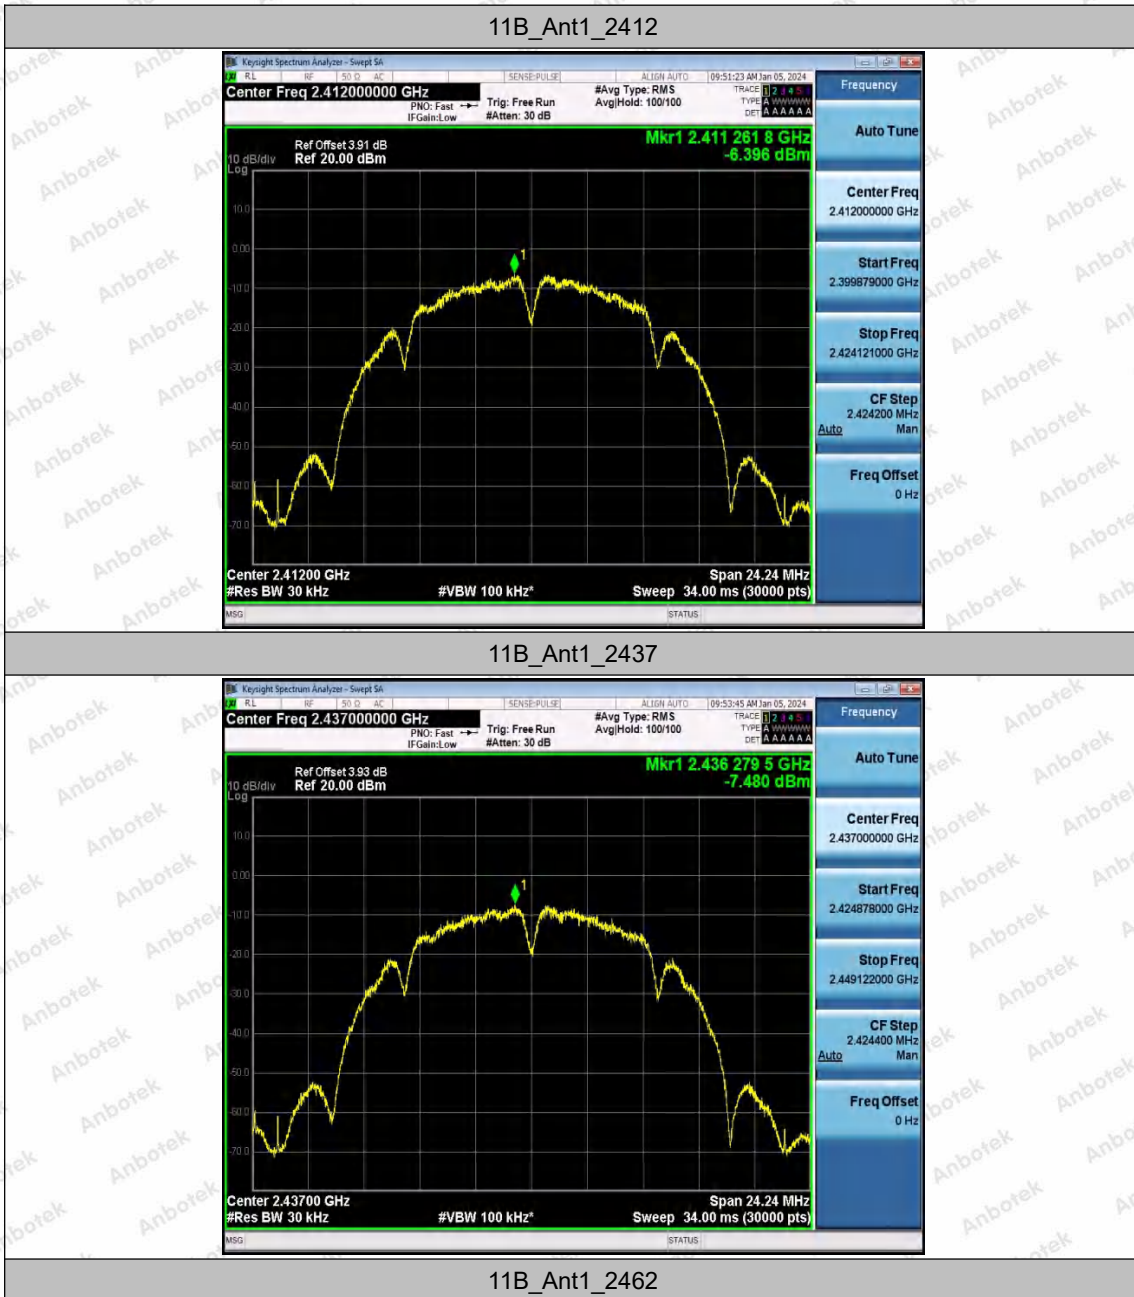 11B_Ant1_2412
Keysight Spectrum Analyzer - Swept SA
RL RF 50 Ω AC SENSE:PULSE ALIGN AUTO 09:51:23 AM Jan 05, 2024
Center Freq 2.412000000 GHz
PNO: Fast
IFGain:Low
Trig: Free Run
#Atten: 30 dB
#Avg Type: RMS
Avg|Hold: 100/100
TRACE 1 2 3 4 5 6
TYPE A WWWWW
DET A A A A A A
Frequency
Mkr1 2.411 261 8 GHz
-6.396 dBm
Ref Offset 3.91 dB
10 dB/div Ref 20.00 dBm
Log
10.0
0.00
-10.0
-20.0
-30.0
-40.0
-50.0
-60.0
-70.0
1
Center 2.41200 GHz Span 24.24 MHz
#Res BW 30 kHz #VBW 100 kHz* Sweep 34.00 ms (30000 pts)
MSG STATUS
Auto Tune
Center Freq
2.412000000 GHz
Start Freq
2.399879000 GHz
Stop Freq
2.424121000 GHz
CF Step
2.424200 MHz
Auto Man
Freq Offset
0 Hz
11B_Ant1_2437
Keysight Spectrum Analyzer - Swept SA
RL RF 50 Ω AC SENSE:PULSE ALIGN AUTO 09:53:45 AM Jan 05, 2024
Center Freq 2.437000000 GHz
PNO: Fast
IFGain:Low
Trig: Free Run
#Atten: 30 dB
#Avg Type: RMS
Avg|Hold: 100/100
TRACE 1 2 3 4 5 6
TYPE A WWWWW
DET A A A A A A
Frequency
Mkr1 2.436 279 5 GHz
-7.480 dBm
Ref Offset 3.93 dB
10 dB/div Ref 20.00 dBm
Log
10.0
0.00
-10.0
-20.0
-30.0
-40.0
-50.0
-60.0
-70.0
1
Center 2.43700 GHz Span 24.24 MHz
#Res BW 30 kHz #VBW 100 kHz* Sweep 34.00 ms (30000 pts)
MSG STATUS
Auto Tune
Center Freq
2.437000000 GHz
Start Freq
2.424878000 GHz
Stop Freq
2.449122000 GHz
CF Step
2.424400 MHz
Auto Man
Freq Offset
0 Hz
11B_Ant1_2462
Anbotek